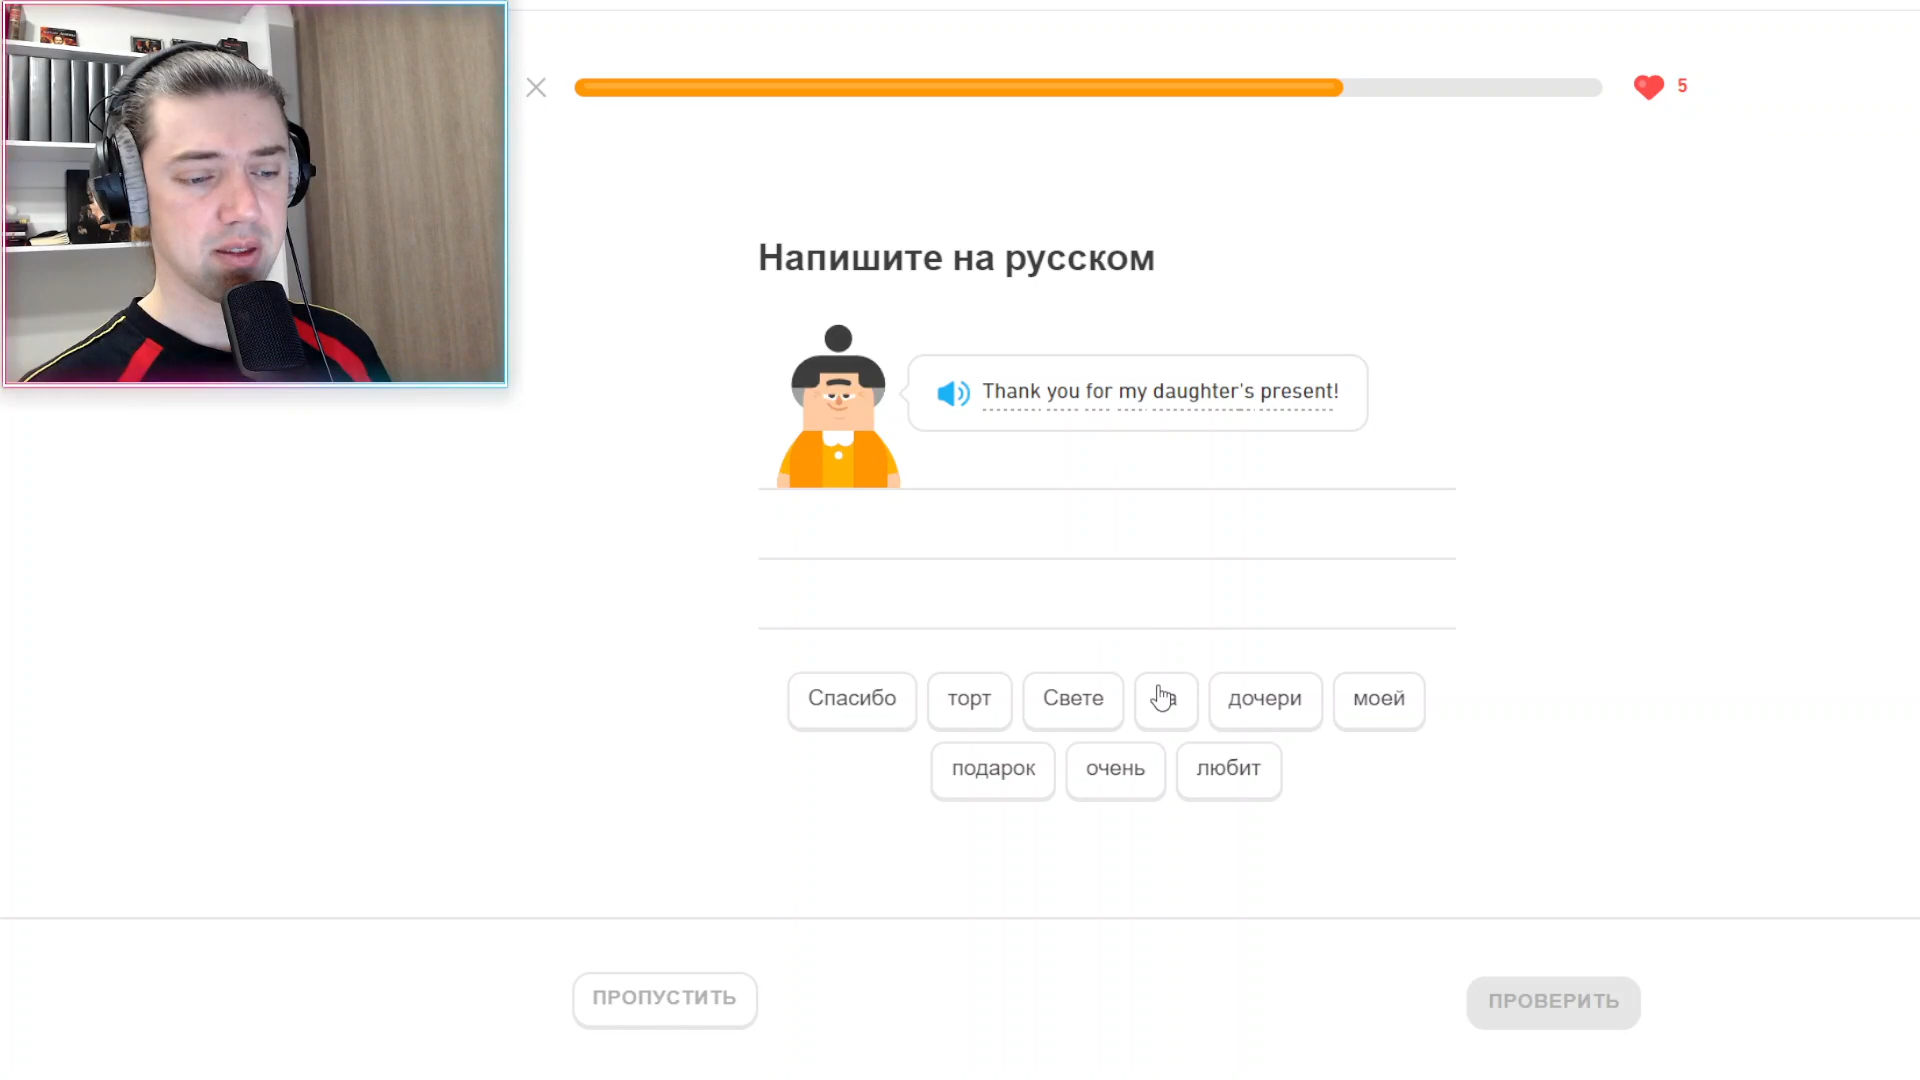 5
Напишите на русском
Thank you for my daughter's present!
Спасибо торт Свете дочери моей
подарок очень любит
ПРОПУСТИТЬ ПРОВЕРИТЬ